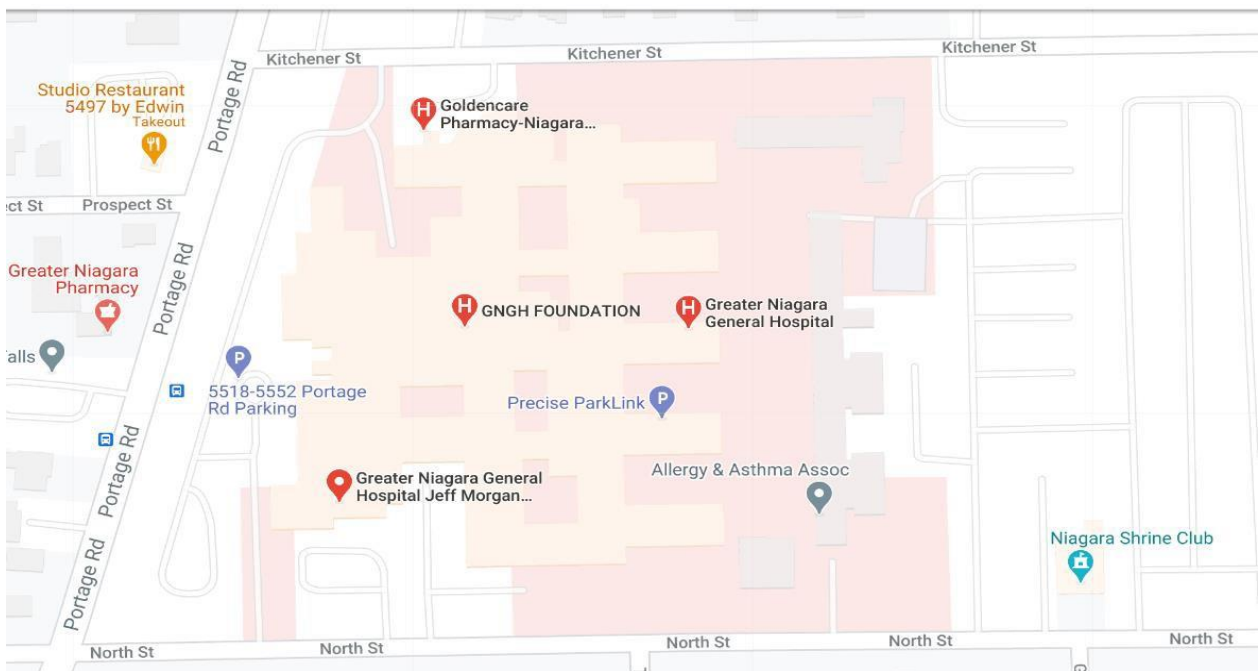 Kitchener St
Kitchener St
Kitchener St
Portage Rd
Studio Restaurant
5497 by Edwin
Takeout
H
Goldencare
Pharmacy-Niagara...
ct St
Prospect St
Portage Rd
Greater Niagara
Pharmacy
H
GNGH FOUNDATION
H
Greater Niagara
General Hospital
alls
P
5518-5552 Portage
Rd Parking
Precise ParkLink
P
Portage Rd
Greater Niagara General
Hospital Jeff Morgan...
Allergy & Asthma Assoc
Niagara Shrine Club
Portage Rd
North St
North St
North St
North St
North St